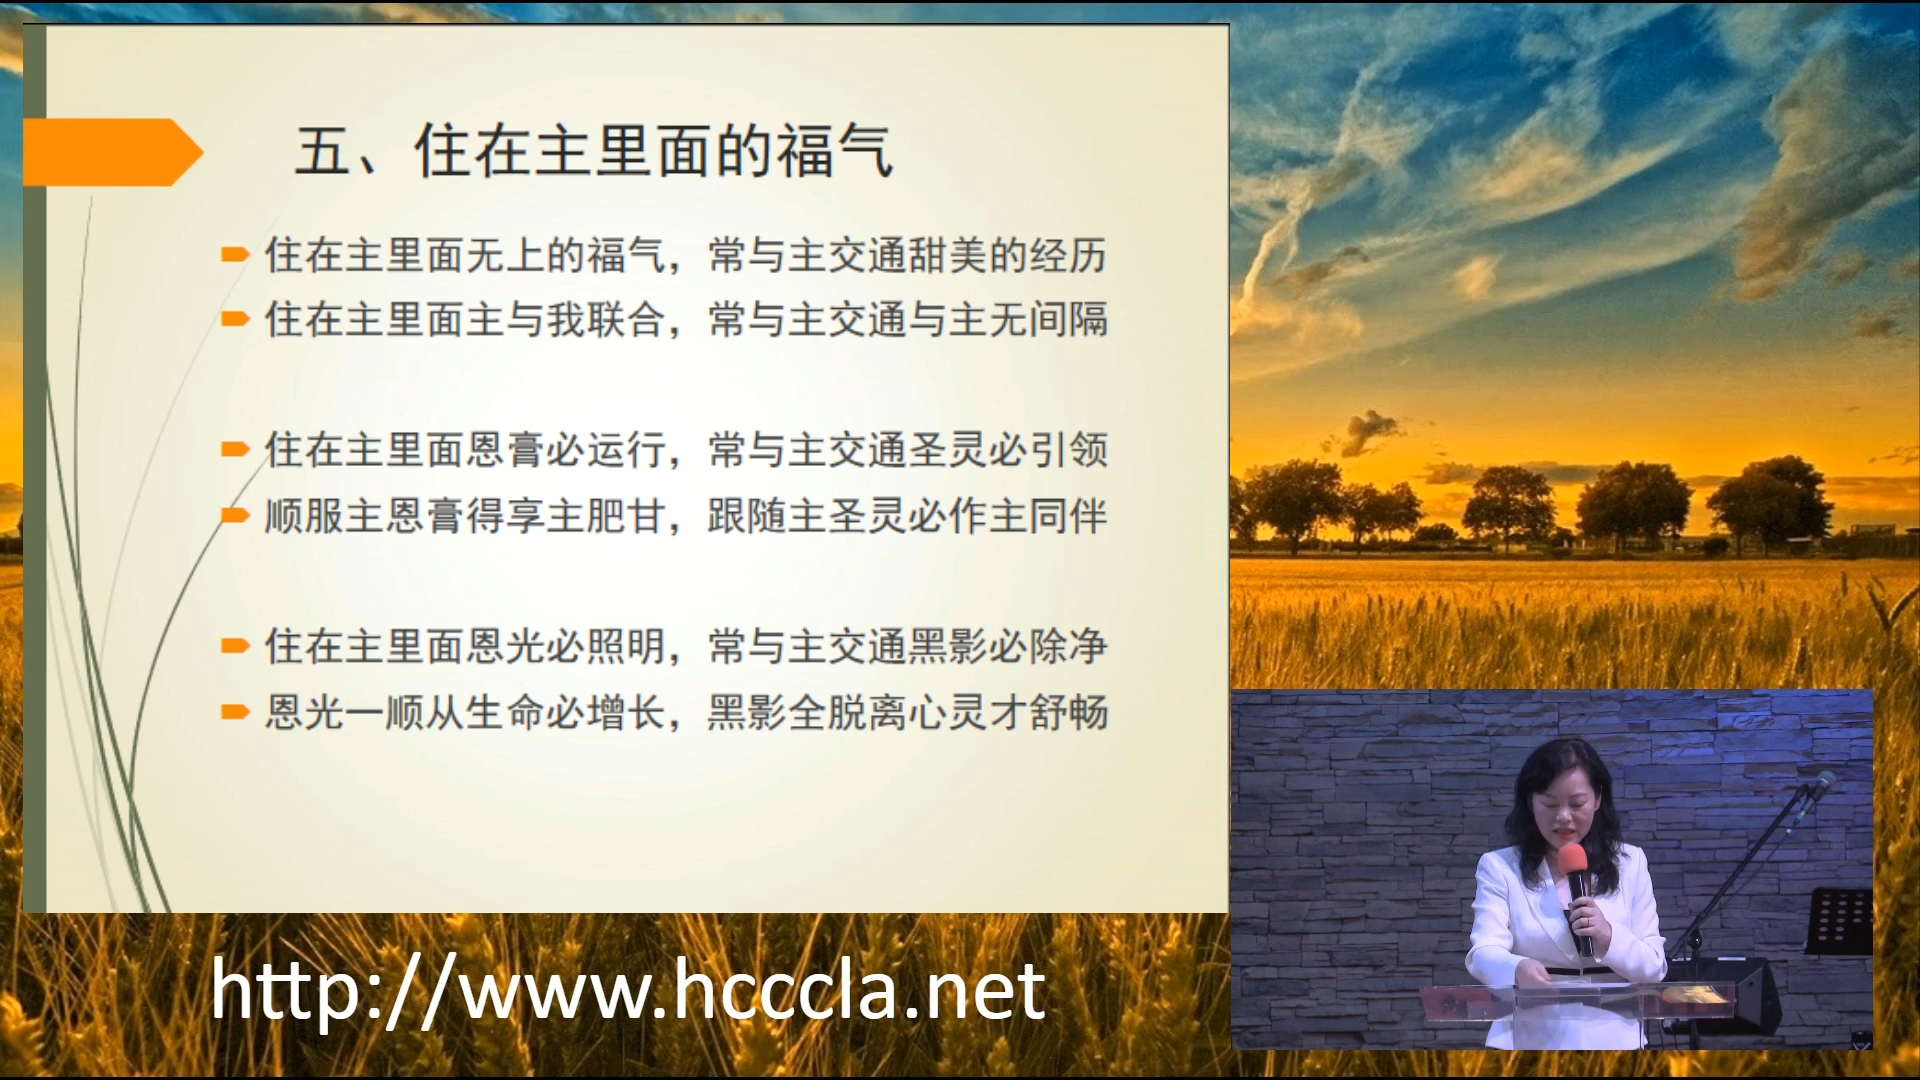 五、住在主里面的福气
住在主里面无上的福气，常与主交通甜美的经历
住在主里面主与我联合，常与主交通与主无间隔
住在主里面恩膏必运行，常与主交通圣灵必引领
顺服主恩膏得享主肥甘，跟随主圣灵必作主同伴
住在主里面恩光必照明，常与主交通黑影必除净
恩光一顺从生命必增长，黑影全脱离心灵才舒畅
http://www.hcccla.net